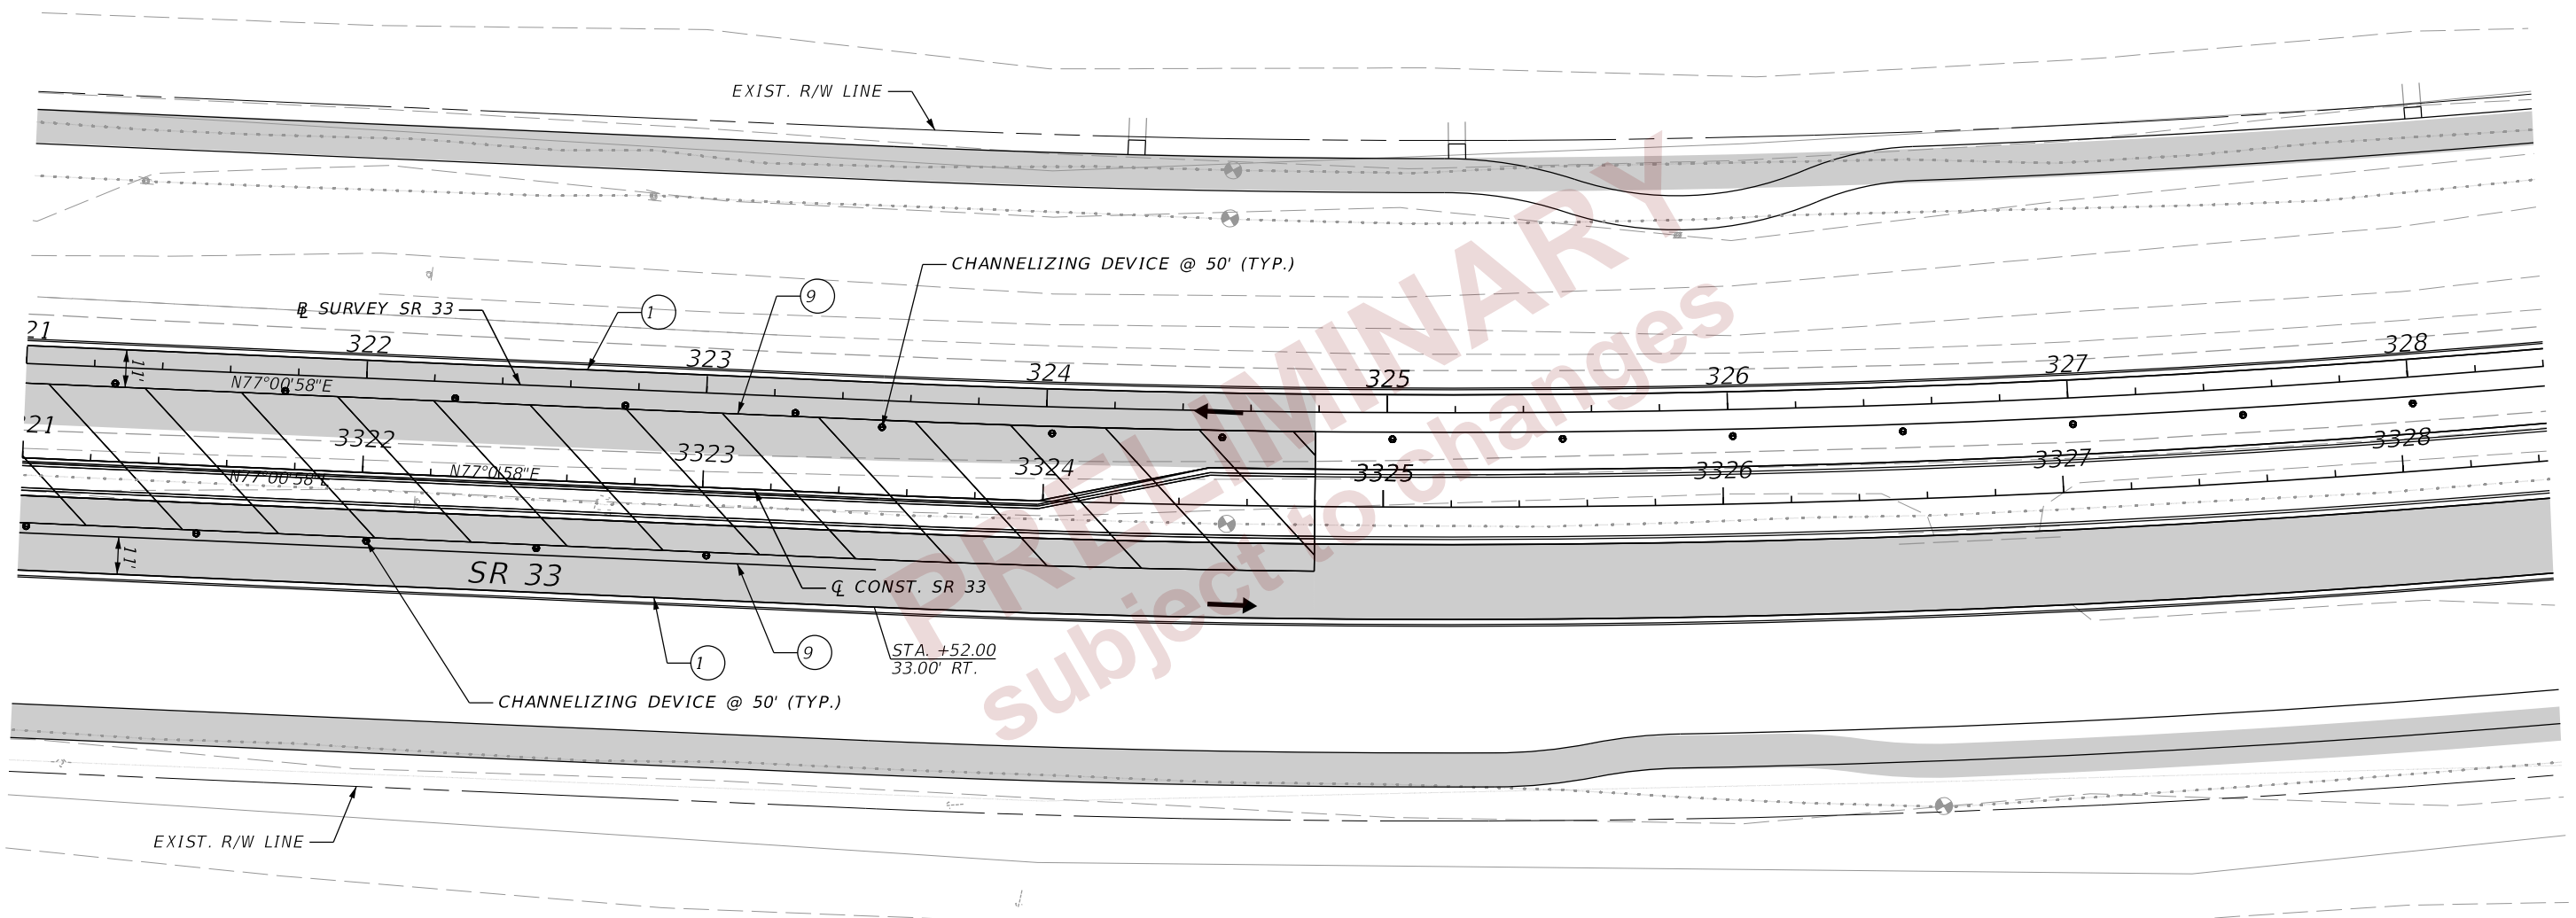 EXIST. R/W LINE
CHANNELIZING DEVICE @ 50' (TYP.)
9
1
℄ SURVEY SR 33
21
322
323
324
325
326
327
328
11'
N77°00'58"E
21
3322
3323
3324
3325
3326
3327
3328
N77°00'58"E
11'
SR 33
℄ CONST. SR 33
STA. +52.00
33.00' RT.
1
9
CHANNELIZING DEVICE @ 50' (TYP.)
EXIST. R/W LINE
PRELIMINARY
subject to changes